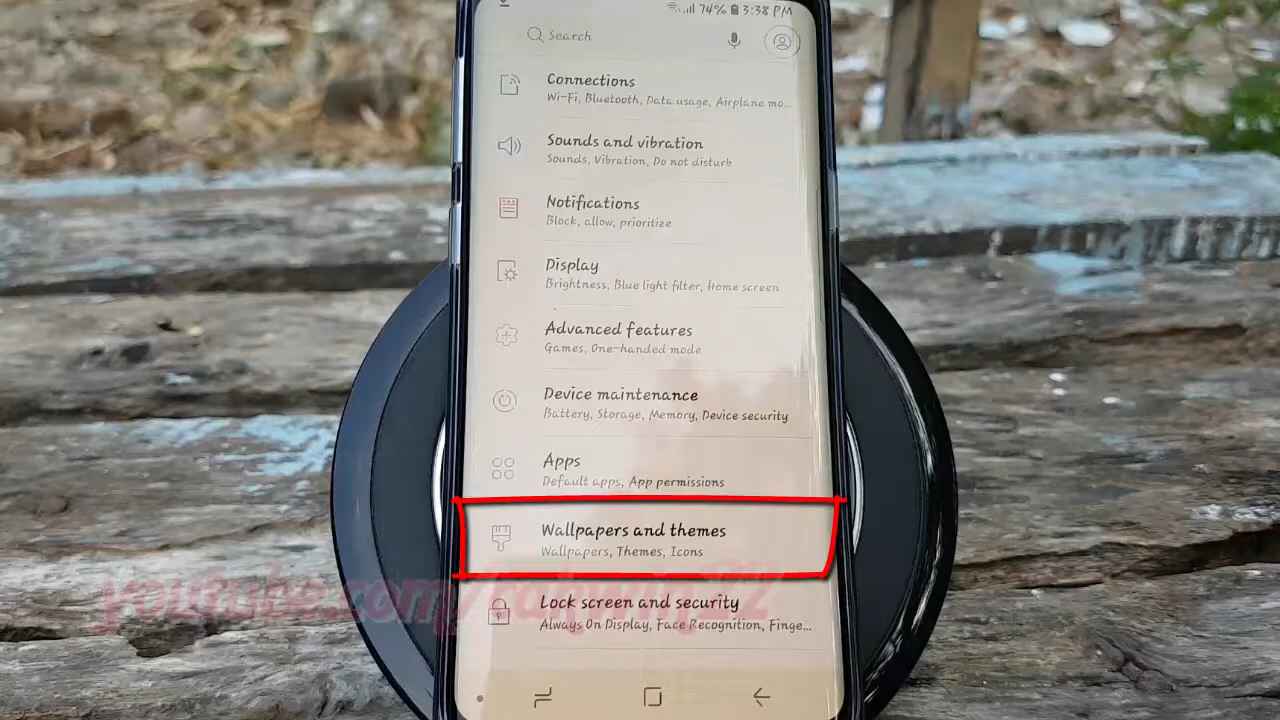 74% 3:38 PM
Search
Connections
Wi-Fi, Bluetooth, Data usage, Airplane mo...
Sounds and vibration
Sounds, Vibration, Do not disturb
Notifications
Block, allow, prioritize
Display
Brightness, Blue light filter, Home screen
Advanced features
Games, One-handed mode
Device maintenance
Battery, Storage, Memory, Device security
Apps
Default apps, App permissions
Wallpapers and themes
Wallpapers, Themes, Icons
youtube.com/
Lock screen and security
Always On Display, Face Recognition, Finge...